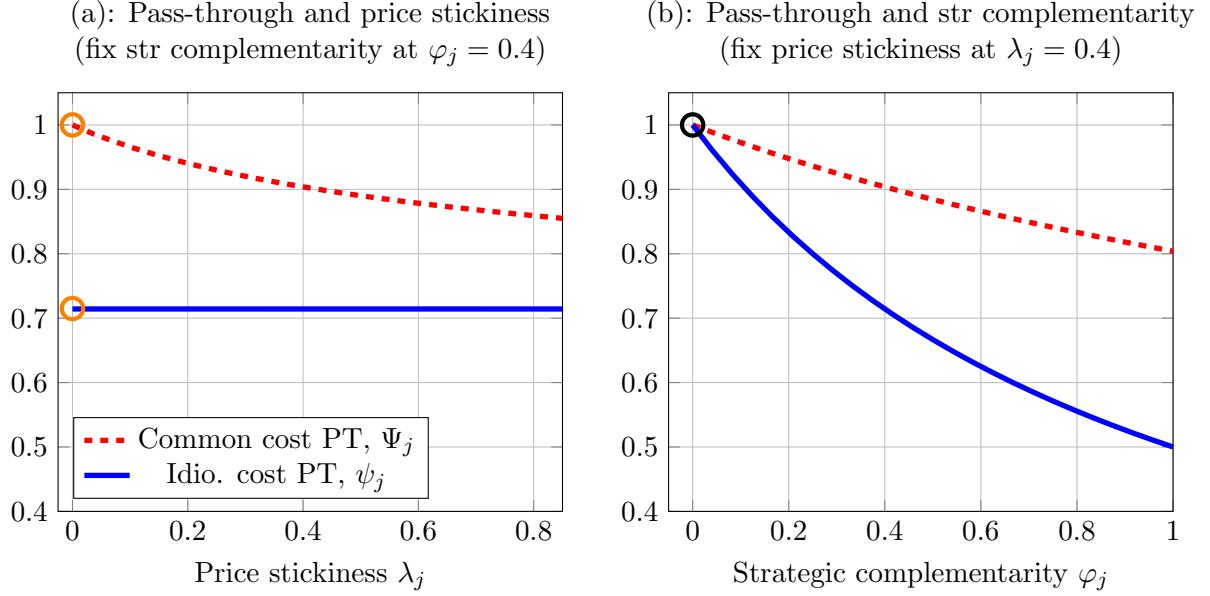 (a): Pass-through and price stickiness
(fix str complementarity at φ_j = 0.4)
1
0.9
0.8
0.7
0.6
0.5
0.4
Common cost PT, Ψ_j
Idio. cost PT, ψ_j
0 0.2 0.4 0.6 0.8
Price stickiness λ_j
(b): Pass-through and str complementarity
(fix price stickiness at λ_j = 0.4)
1
0.9
0.8
0.7
0.6
0.5
0.4
0 0.2 0.4 0.6 0.8 1
Strategic complementarity φ_j